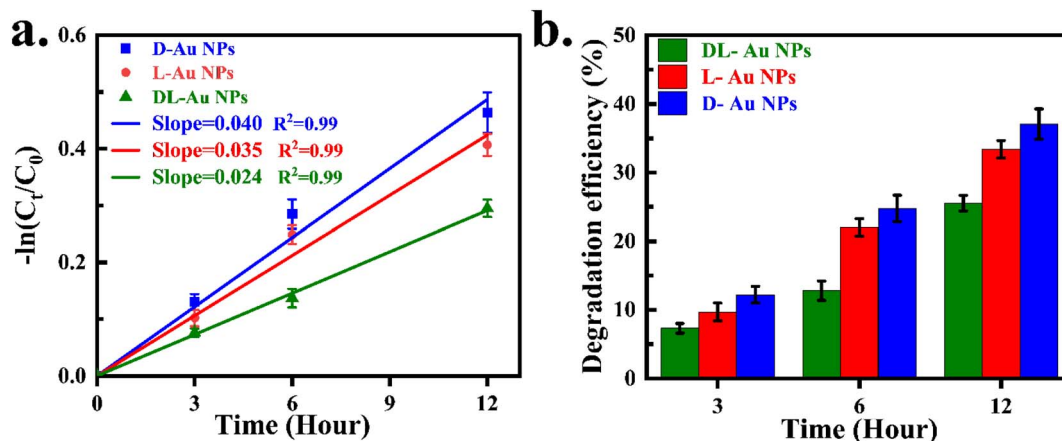 a.
-ln(Cₜ/C₀)
0.6
0.4
0.2
0.0
D-Au NPs
L-Au NPs
DL-Au NPs
Slope=0.040 R²=0.99
Slope=0.035 R²=0.99
Slope=0.024 R²=0.99
0 3 6 9 12
Time (Hour)
b.
Degradation efficiency (%)
50
40
30
20
10
0
DL- Au NPs
L- Au NPs
D- Au NPs
3 6 12
Time (Hour)